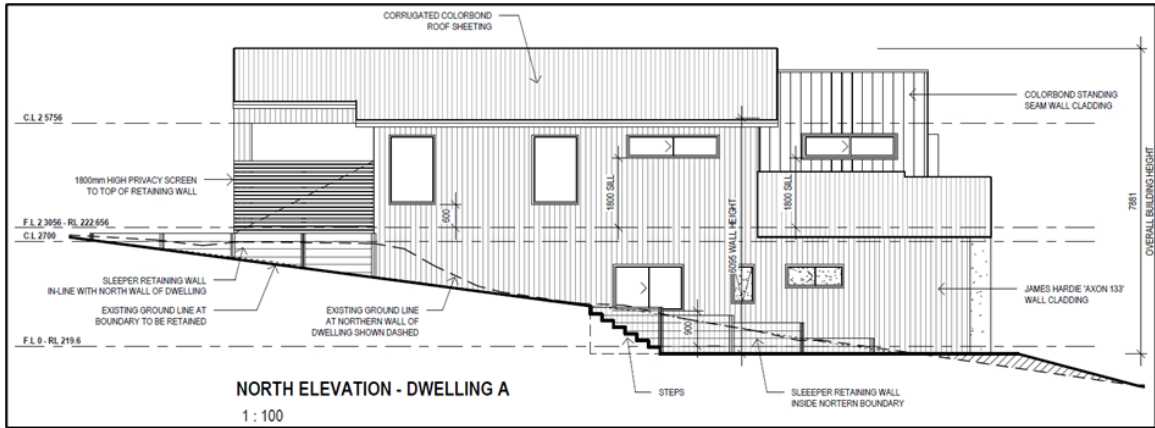 CORRUGATED COLORBOND
ROOF SHEETING
COLORBOND STANDING
SEAM WALL CLADDING
C.L 2 5756
1800mm HIGH PRIVACY SCREEN
TO TOP OF RETAINING WALL
600
1800 SILL
6095 WALL HEIGHT
1800 SILL
7881
OVERALL BUILDING HEIGHT
F.L 2 3056 - RL 222.656
C.L 2700
SLEEPER RETAINING WALL
IN-LINE WITH NORTH WALL OF DWELLING
EXISTING GROUND LINE AT
BOUNDARY TO BE RETAINED
EXISTING GROUND LINE
AT NORTHERN WALL OF
DWELLING SHOWN DASHED
JAMES HARDIE 'AXON 133'
WALL CLADDING
900
F.L 0 - RL 219.6
NORTH ELEVATION - DWELLING A
1 : 100
STEPS
SLEEEPER RETAINING WALL
INSIDE NORTERN BOUNDARY